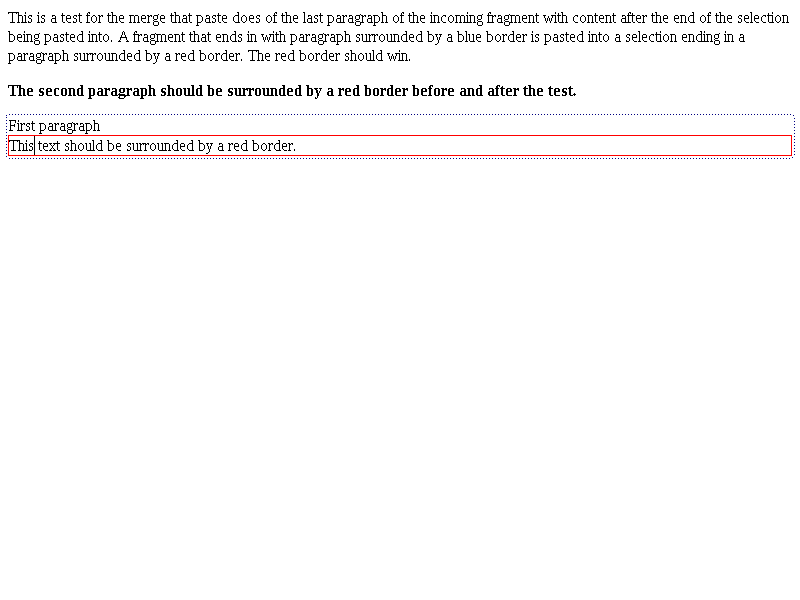 This is a test for the merge that paste does of the last paragraph of the incoming fragment with content after the end of the selection
being pasted into. A fragment that ends in with paragraph surrounded by a blue border is pasted into a selection ending in a
paragraph surrounded by a red border. The red border should win.
The second paragraph should be surrounded by a red border before and after the test.
First paragraph
This text should be surrounded by a red border.